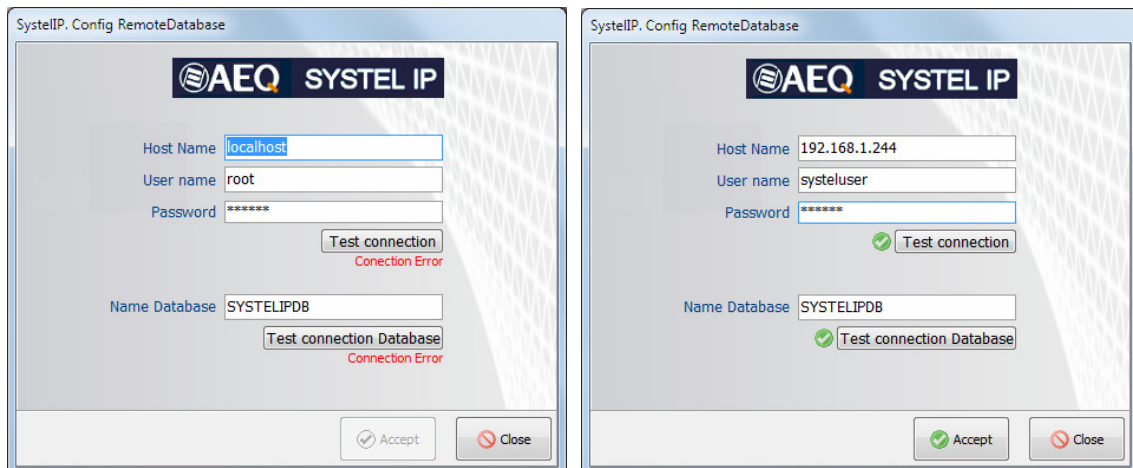 SystelIP. Config RemoteDatabase
AEQ SYSTEL IP
Host Name localhost
User name root
Password ******
Test connection
Conection Error
Name Database SYSTELIPDB
Test connection Database
Connection Error
Accept Close
SystelIP. Config RemoteDatabase
AEQ SYSTEL IP
Host Name 192.168.1.244
User name systeluser
Password ******
Test connection
Name Database SYSTELIPDB
Test connection Database
Accept Close